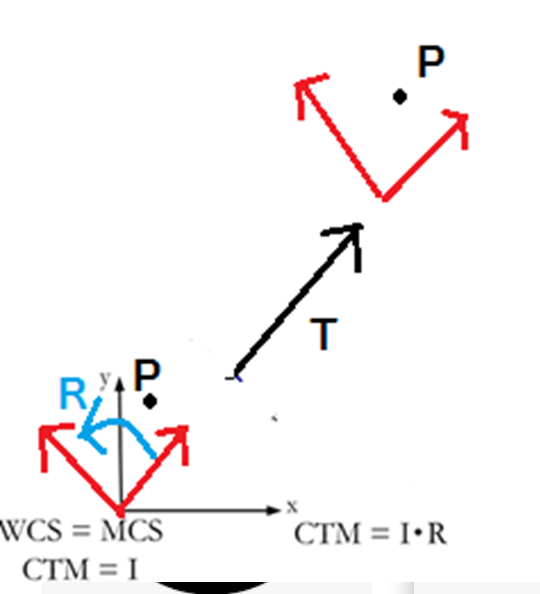 P
T
R y P
x
WCS = MCS
CTM = I•R
CTM = I